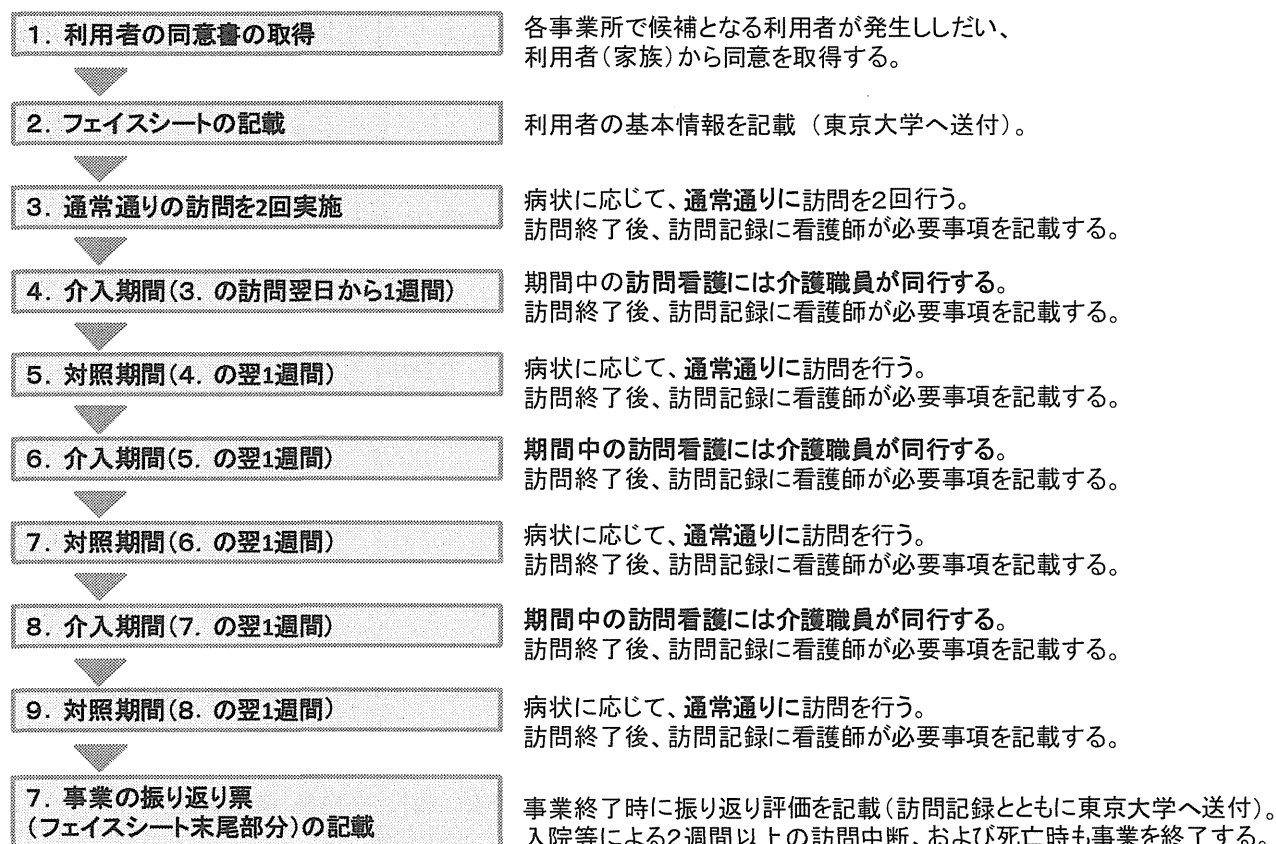 1. 利用者の同意書の取得
各事業所で候補となる利用者が発生ししだい、
利用者(家族)から同意を取得する。
2. フェイスシートの記載
利用者の基本情報を記載 (東京大学へ送付)。
3. 通常通りの訪問を2回実施
病状に応じて、通常通りに訪問を2回行う。
訪問終了後、訪問記録に看護師が必要事項を記載する。
4. 介入期間(3. の訪問翌日から1週間)
期間中の訪問看護には介護職員が同行する。
訪問終了後、訪問記録に看護師が必要事項を記載する。
5. 対照期間(4. の翌1週間)
病状に応じて、通常通りに訪問を行う。
訪問終了後、訪問記録に看護師が必要事項を記載する。
6. 介入期間(5. の翌1週間)
期間中の訪問看護には介護職員が同行する。
訪問終了後、訪問記録に看護師が必要事項を記載する。
7. 対照期間(6. の翌1週間)
病状に応じて、通常通りに訪問を行う。
訪問終了後、訪問記録に看護師が必要事項を記載する。
8. 介入期間(7. の翌1週間)
期間中の訪問看護には介護職員が同行する。
訪問終了後、訪問記録に看護師が必要事項を記載する。
9. 対照期間(8. の翌1週間)
病状に応じて、通常通りに訪問を行う。
訪問終了後、訪問記録に看護師が必要事項を記載する。
7. 事業の振り返り票
(フェイスシート末尾部分)の記載
事業終了時に振り返り評価を記載(訪問記録とともに東京大学へ送付)。
入院等による2週間以上の訪問中断、および死亡時も事業を終了する。